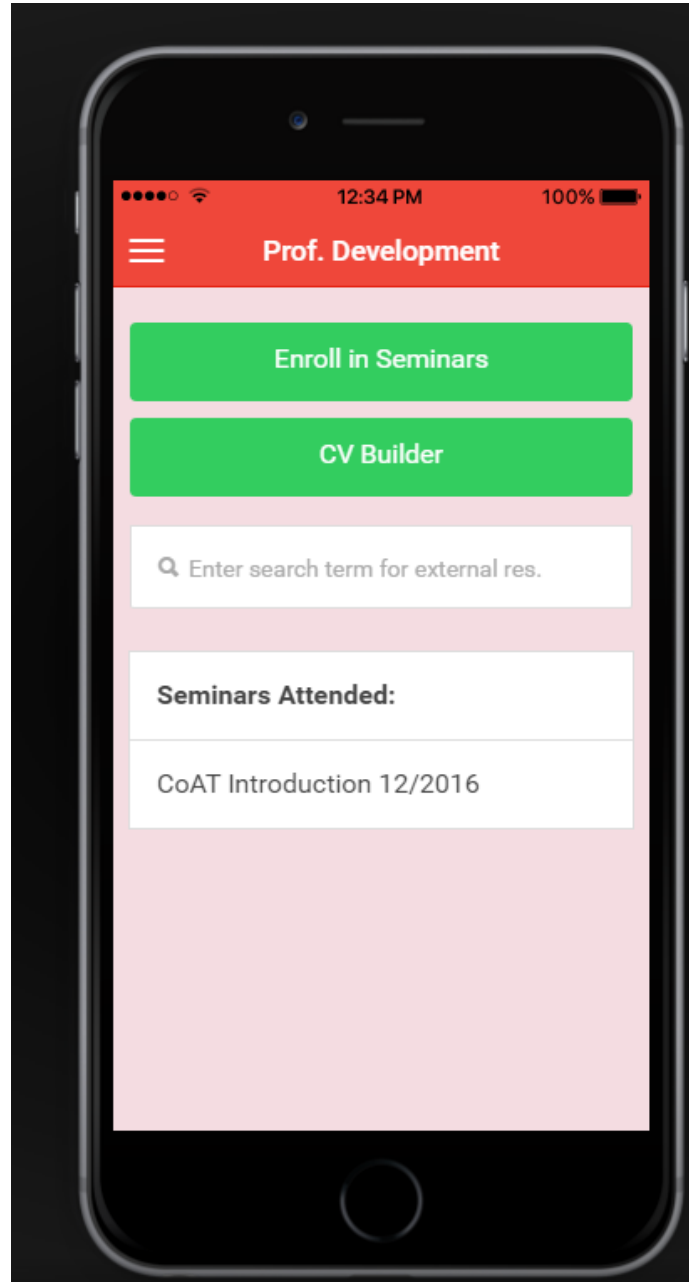 12:34 PM 100%
Prof. Development
Enroll in Seminars
CV Builder
Enter search term for external res.
Seminars Attended:
CoAT Introduction 12/2016